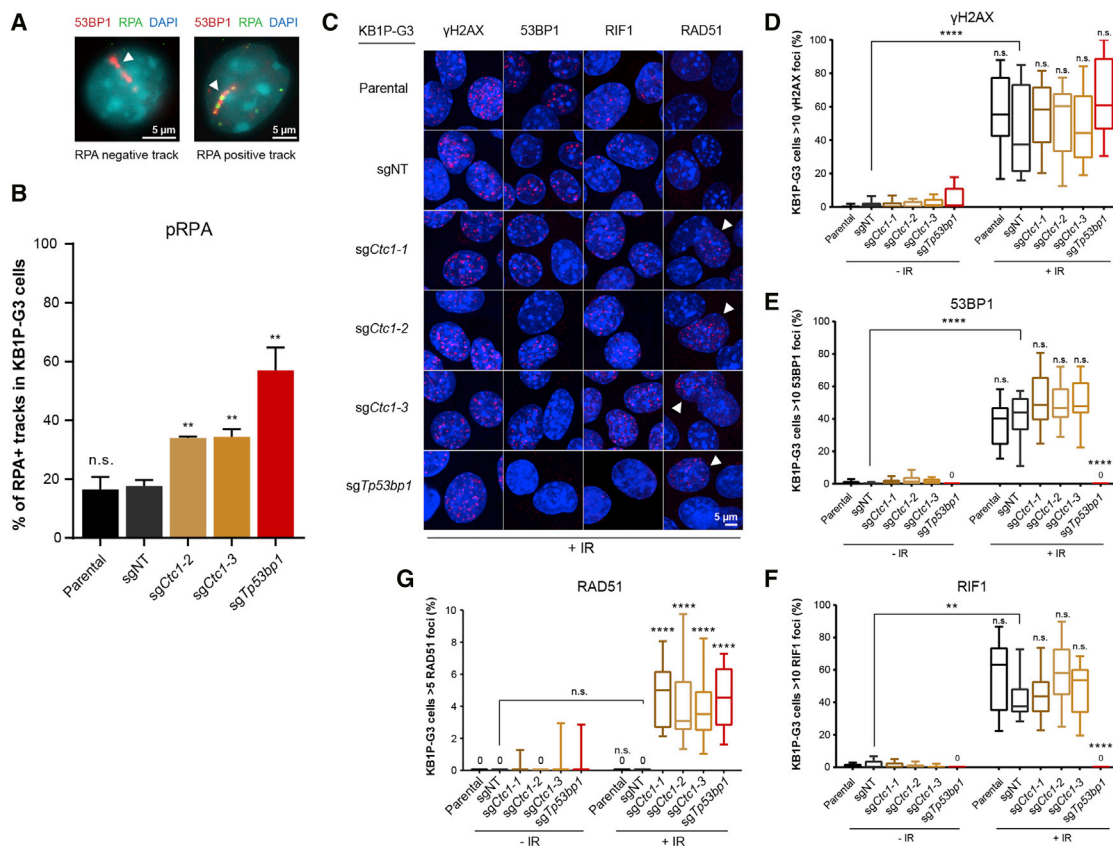 A
53BP1 RPA DAPI
53BP1 RPA DAPI
5 µm
5 µm
RPA negative track
RPA positive track
B
pRPA
% of RPA+ tracks in KB1P-G3 cells
100
80
60
40
20
0
n.s.
**
**
**
Parental
sgNT
sgCtc1-2
sgCtc1-3
sgTp53bp1
C
KB1P-G3
γH2AX
53BP1
RIF1
RAD51
Parental
sgNT
sgCtc1-1
sgCtc1-2
sgCtc1-3
sgTp53bp1
5 µm
+ IR
D
γH2AX
KB1P-G3 cells >10 γH2AX foci (%)
100
80
60
40
20
0
****
n.s.
n.s.
n.s.
n.s.
n.s.
Parental
sgNT
sgCtc1-1
sgCtc1-2
sgCtc1-3
sgTp53bp1
Parental
sgNT
sgCtc1-1
sgCtc1-2
sgCtc1-3
sgTp53bp1
- IR
+ IR
E
53BP1
KB1P-G3 cells >10 53BP1 foci (%)
100
80
60
40
20
0
****
n.s.
n.s.
n.s.
n.s.
****
0
0
Parental
sgNT
sgCtc1-1
sgCtc1-2
sgCtc1-3
sgTp53bp1
Parental
sgNT
sgCtc1-1
sgCtc1-2
sgCtc1-3
sgTp53bp1
- IR
+ IR
G
RAD51
KB1P-G3 cells >5 RAD51 foci (%)
10
8
6
4
2
0
n.s.
****
****
****
****
n.s.
0
0
0
0
0
Parental
sgNT
sgCtc1-1
sgCtc1-2
sgCtc1-3
sgTp53bp1
Parental
sgNT
sgCtc1-1
sgCtc1-2
sgCtc1-3
sgTp53bp1
- IR
+ IR
F
RIF1
KB1P-G3 cells >10 RIF1 foci (%)
100
80
60
40
20
0
**
n.s.
n.s.
n.s.
n.s.
****
0
0
Parental
sgNT
sgCtc1-1
sgCtc1-2
sgCtc1-3
sgTp53bp1
Parental
sgNT
sgCtc1-1
sgCtc1-2
sgCtc1-3
sgTp53bp1
- IR
+ IR